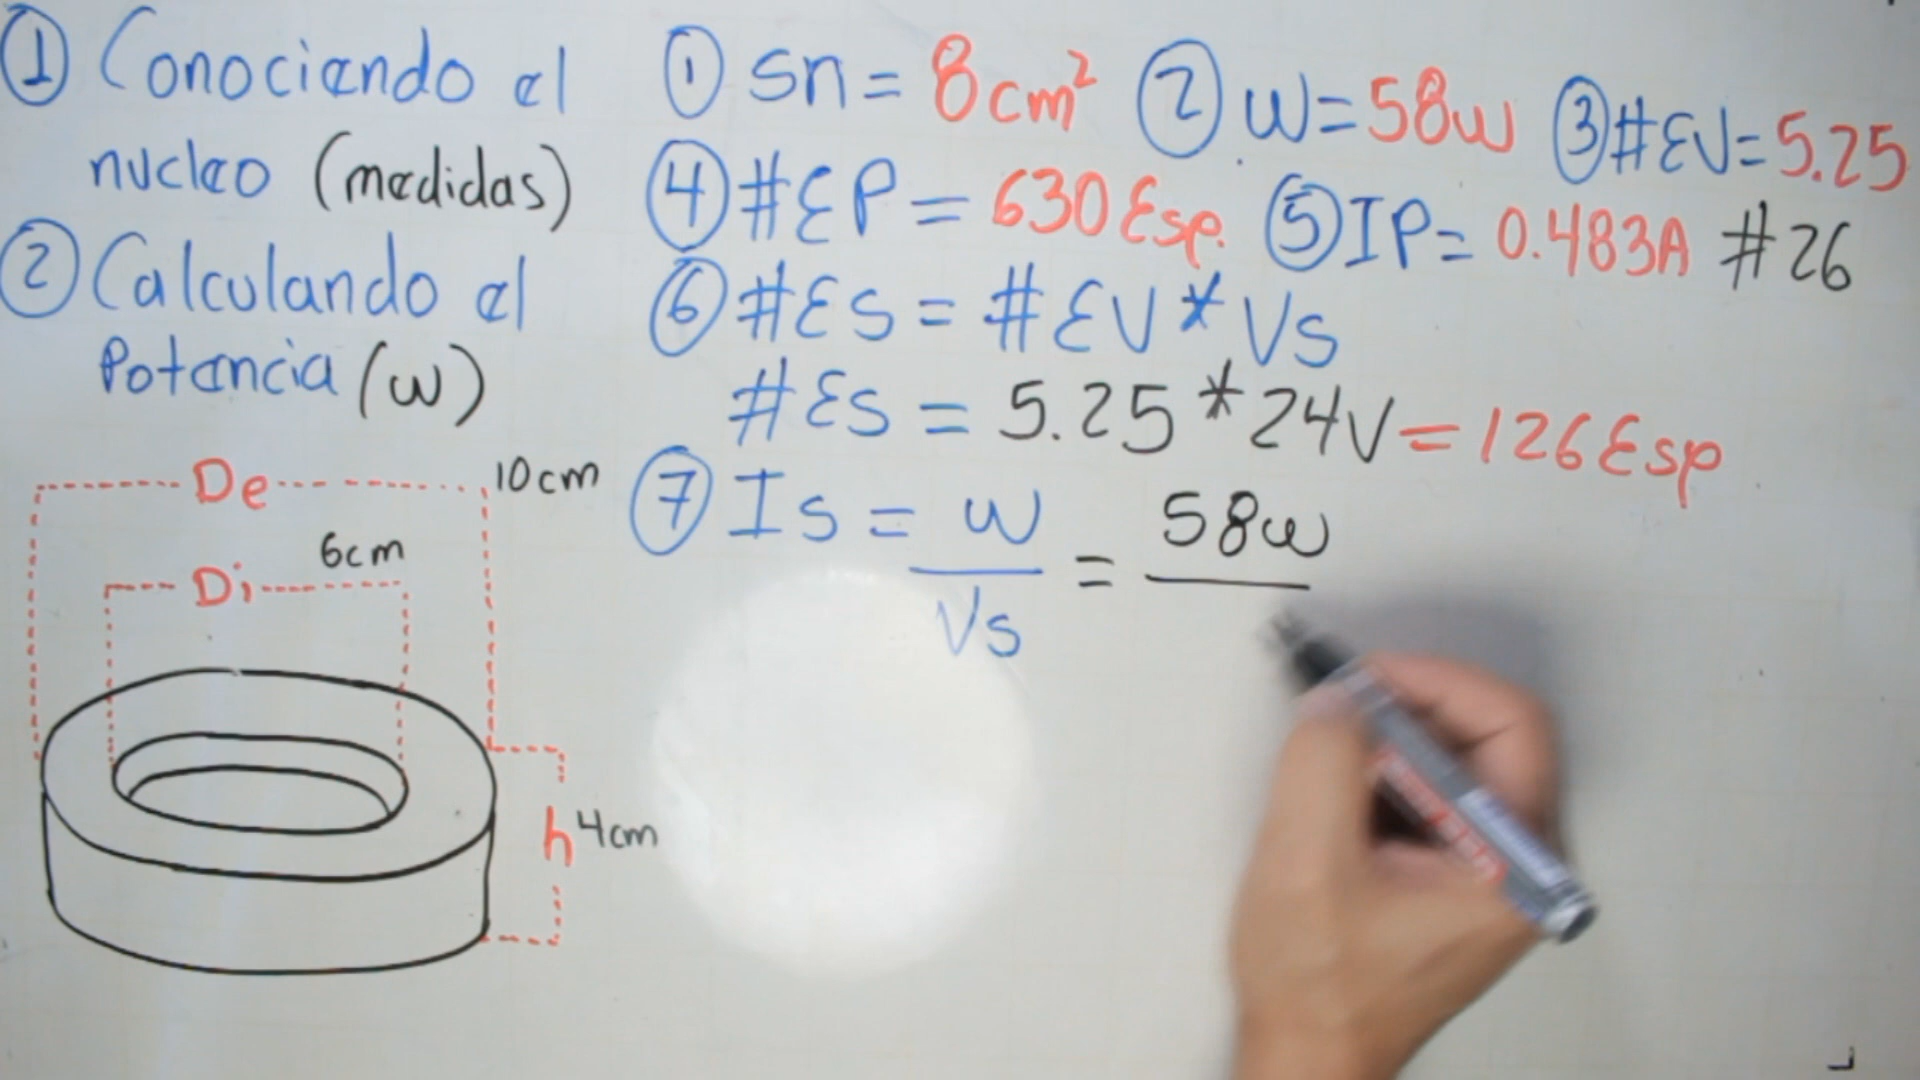 ① Conociendo el
nucleo (medidas)
② Calculando el
Potencia (w)
De 10cm
Di 6cm
h 4cm
① Sn = 8cm² ② w = 58w ③ #EV = 5.25
④ #EP = 630 Esp. ⑤ IP = 0.483A #26
⑥ #ES = #EV * VS
#ES = 5.25 * 24V = 126 Esp
⑦ Is = w = 58w
Vs